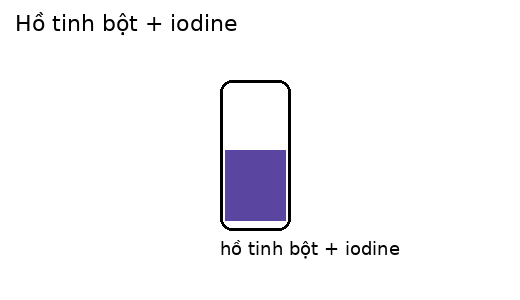 Hồ tinh bột + iodine
hồ tinh bột + iodine